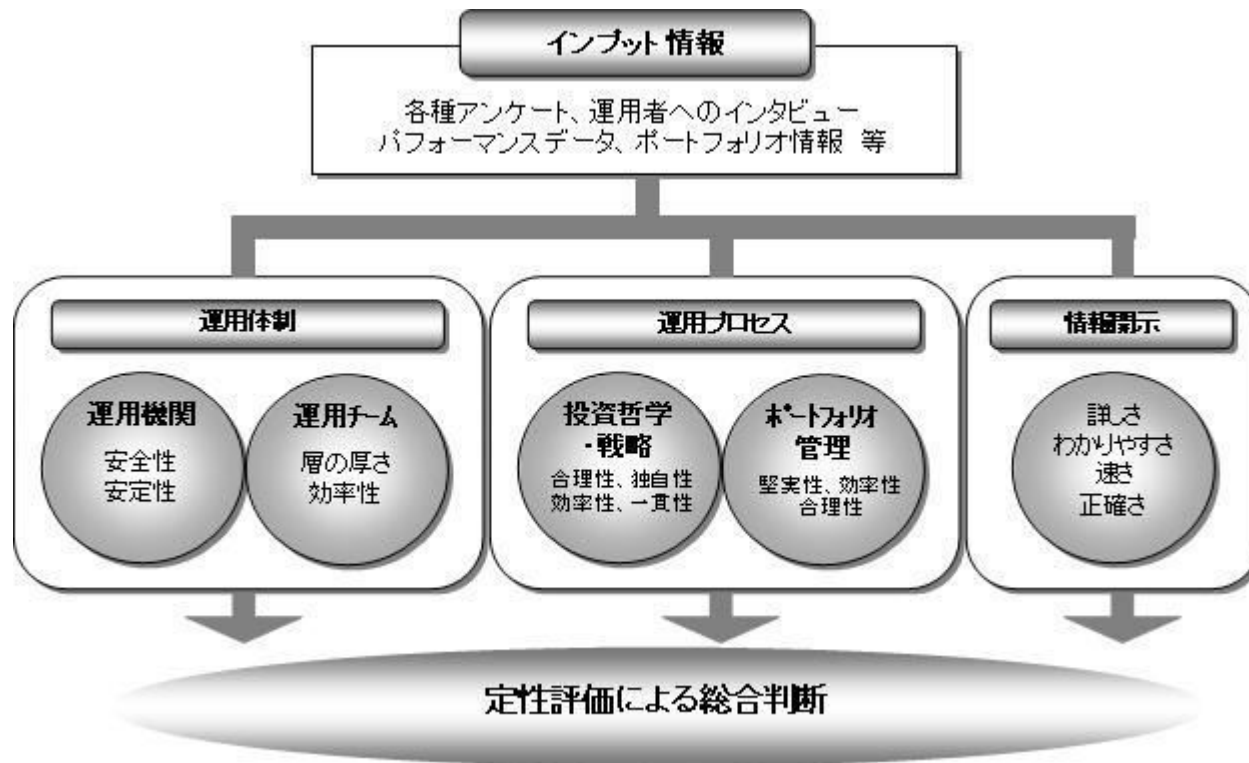 インプット情報
各種アンケート、運用者へのインタビュー
パフォーマンスデータ、ポートフォリオ情報 等
運用体制
運用機関
安全性
安定性
運用チーム
層の厚さ
効率性
運用プロセス
投資哲学
・戦略
合理性、独自性
効率性、一貫性
ポートフォリオ
管理
堅実性、効率性
合理性
情報開示
詳しさ
わかりやすさ
速さ
正確さ
定性評価による総合判断